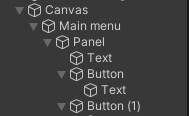 Canvas
Main menu
Panel
Text
Button
Text
Button (1)